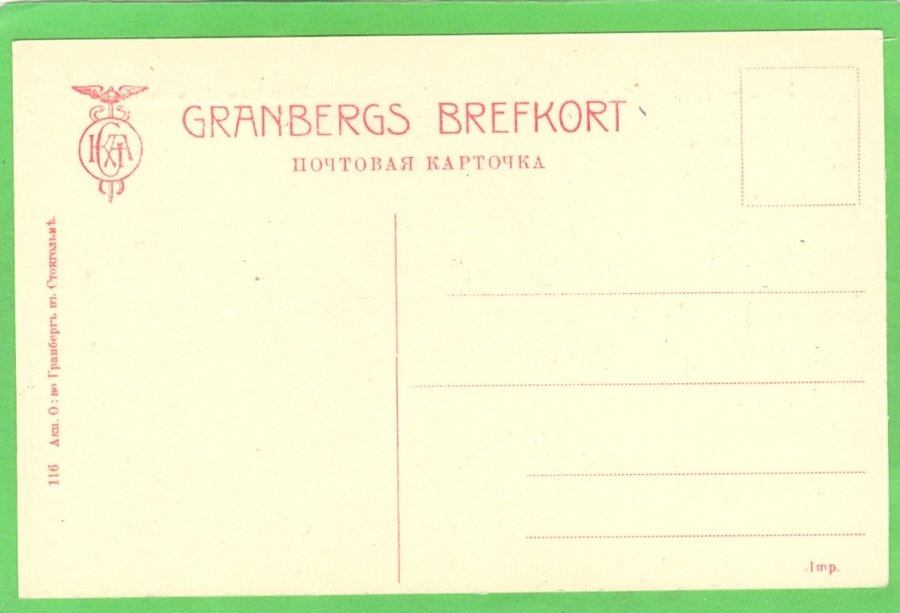 GRANBERGS BREFKORT
ПОЧТОВАЯ КАРТОЧКА
116 Акц. О:во Гранбергъ въ Стокгольмѣ.
Imp.